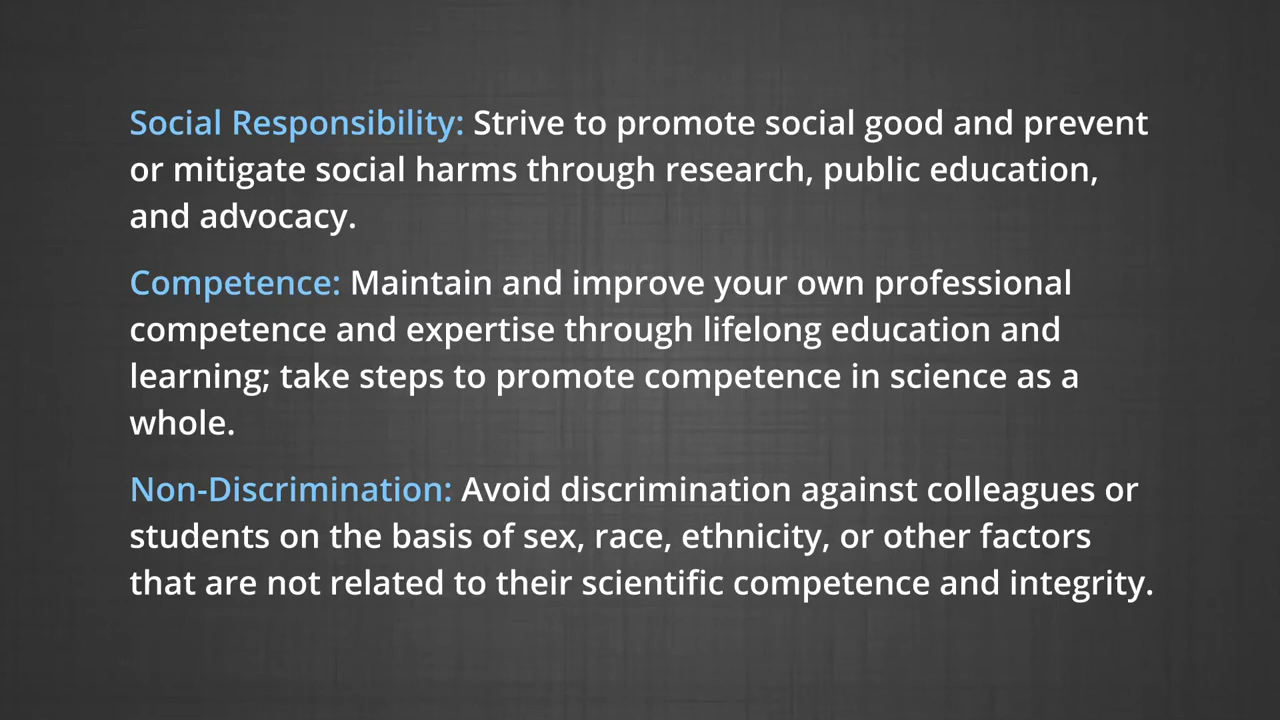 Social Responsibility: Strive to promote social good and prevent
or mitigate social harms through research, public education,
and advocacy.
Competence: Maintain and improve your own professional
competence and expertise through lifelong education and
learning; take steps to promote competence in science as a
whole.
Non-Discrimination: Avoid discrimination against colleagues or
students on the basis of sex, race, ethnicity, or other factors
that are not related to their scientific competence and integrity.